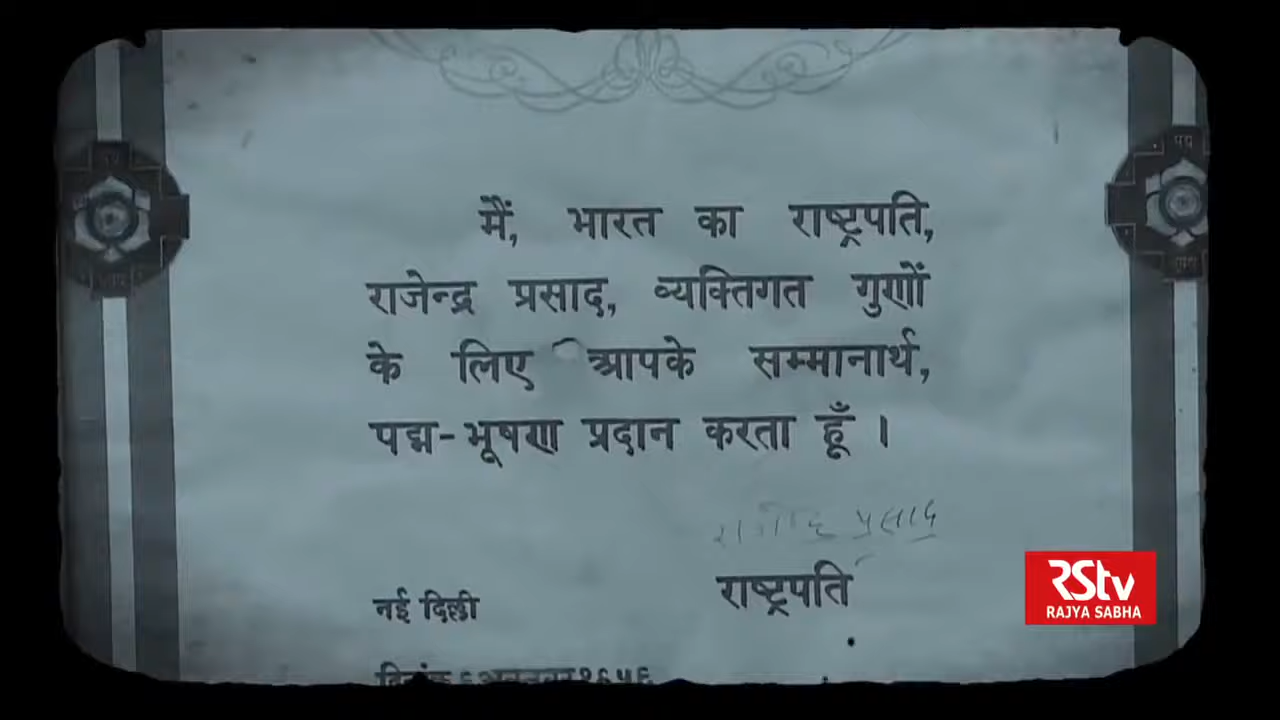 मैं, भारत का राष्ट्रपति,
राजेन्द्र प्रसाद, व्यक्तिगत गुणों
के लिए आपके सम्मानार्थ,
पद्म-भूषण प्रदान करता हूँ ।
राजेन्द्र प्रसाद
राष्ट्रपति
नई दिल्ली
दिनांक
RStv
RAJYA SABHA